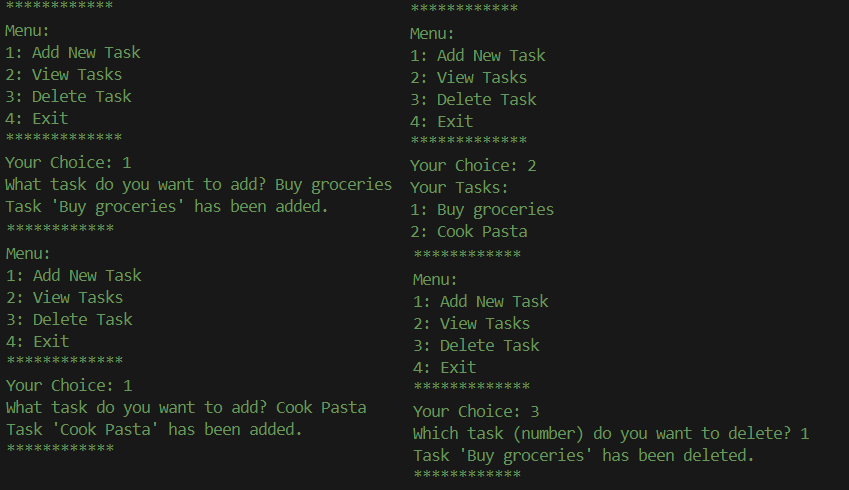 ************
Menu:
1: Add New Task
2: View Tasks
3: Delete Task
4: Exit
*************
Your Choice: 1
What task do you want to add? Buy groceries
Task 'Buy groceries' has been added.
************
Menu:
1: Add New Task
2: View Tasks
3: Delete Task
4: Exit
*************
Your Choice: 1
What task do you want to add? Cook Pasta
Task 'Cook Pasta' has been added.
************
************
Menu:
1: Add New Task
2: View Tasks
3: Delete Task
4: Exit
*************
Your Choice: 2
Your Tasks:
1: Buy groceries
2: Cook Pasta
************
Menu:
1: Add New Task
2: View Tasks
3: Delete Task
4: Exit
*************
Your Choice: 3
Which task (number) do you want to delete? 1
Task 'Buy groceries' has been deleted.
************